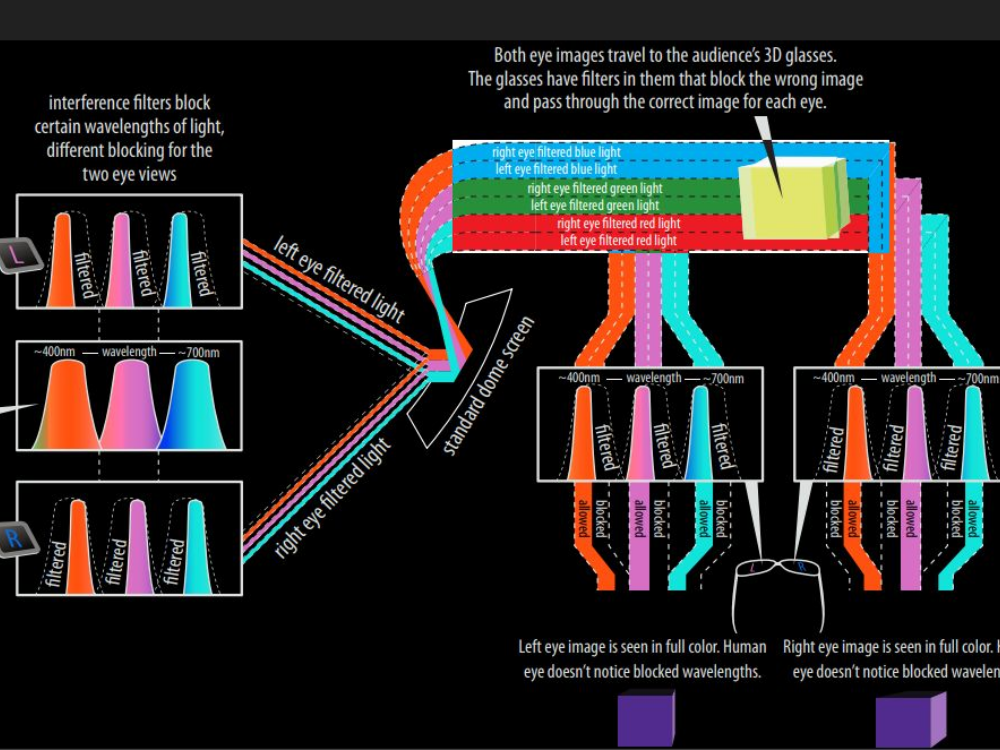 Both eye images travel to the audience's 3D glasses.
The glasses have filters in them that block the wrong image
and pass through the correct image for each eye.
interference filters block
certain wavelengths of light,
different blocking for the
two eye views
right eye filtered blue light
left eye filtered blue light
right eye filtered green light
left eye filtered green light
right eye filtered red light
left eye filtered red light
L
filtered
filtered
filtered
left eye filtered light
standard dome screen
~400nm — wavelength — ~700nm
R
filtered
filtered
filtered
right eye filtered light
~400nm — wavelength — ~700nm
filtered
filtered
filtered
allowed
blocked
allowed
blocked
allowed
blocked
~400nm — wavelength — ~700nm
filtered
filtered
filtered
blocked
allowed
blocked
allowed
blocked
allowed
L
R
Left eye image is seen in full color. Human
eye doesn't notice blocked wavelengths.
Right eye image is seen in full color. H
eye doesn't notice blocked wavelen